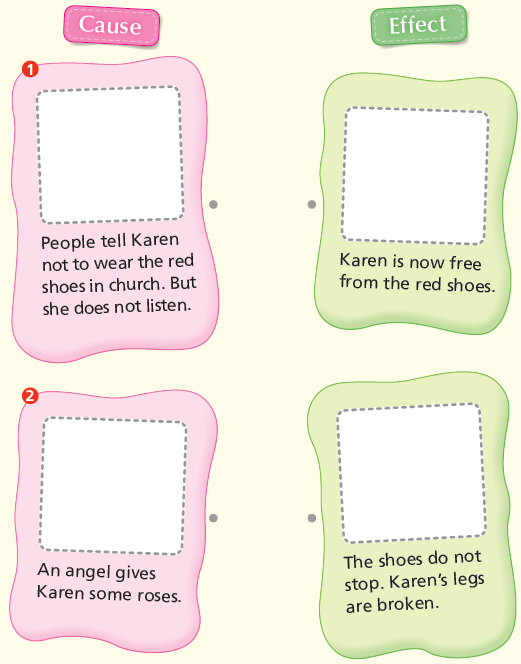 Cause
Effect
1
People tell Karen
not to wear the red
shoes in church. But
she does not listen.
Karen is now free
from the red shoes.
2
An angel gives
Karen some roses.
The shoes do not
stop. Karen's legs
are broken.